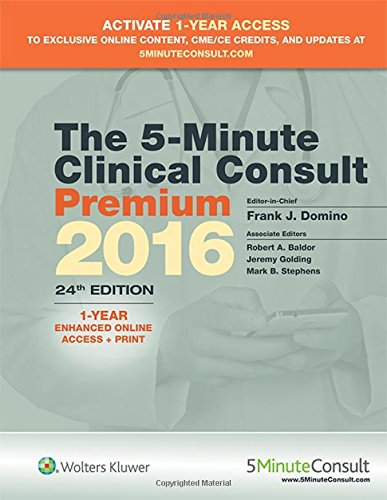 ACTIVATE 1-YEAR ACCESS
TO EXCLUSIVE ONLINE CONTENT, CME/CE CREDITS, AND UPDATES AT
5MINUTECONSULT.COM
The 5-Minute
Clinical Consult
Premium
2016
24th EDITION
1-YEAR
ENHANCED ONLINE
ACCESS + PRINT
Editor-in-Chief
Frank J. Domino
Associate Editors
Robert A. Baldor
Jeremy Golding
Mark B. Stephens
Wolters Kluwer
5MinuteConsult
www.5MinuteConsult.com